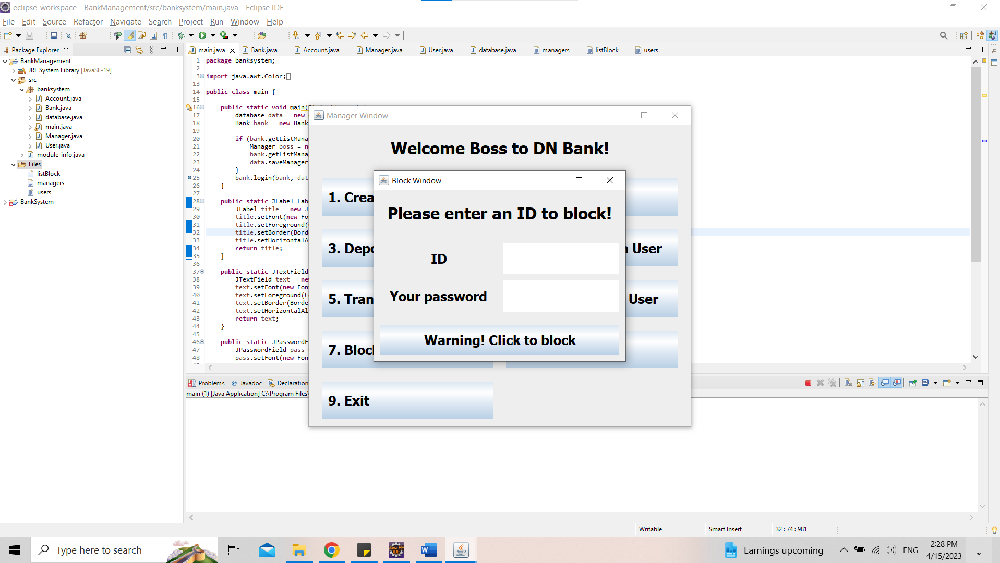 eclipse-workspace - BankManagement/src/banksystem/main.java - Eclipse IDE
File Edit Source Refactor Navigate Search Project Run Window Help
Package Explorer
BankManagement
JRE System Library [JavaSE-19]
src
banksystem
Account.java
Bank.java
database.java
main.java
Manager.java
User.java
module-info.java
Files
listBlock
managers
users
BankSystem
main.java Bank.java Account.java Manager.java User.java database.java managers listBlock users
1 package banksystem;
2
3 import java.awt.Color;
13
14 public class main {
15
16 public static void main(
17 database data = new
18 Bank bank = new Bank
19
20 if (bank.getListMana
21 Manager boss = n
22 bank.getListMana
23 data.saveManager
24 }
25 bank.login(bank, dat
26 }
27
28 public static JLabel Lab
29 JLabel title = new J
30 title.setFont(new Fo
31 title.setForeground(
32 title.setBorder(Bord
33 title.setHorizontalA
34 return title;
35 }
36
37 public static JTextField
38 JTextField text = new
39 text.setFont(new Fon
40 text.setForeground(C
41 text.setBorder(Borde
42 text.setHorizontalAl
43 return text;
44 }
45
46 public static JPasswordF
47 JPasswordField pass
48 pass.setFont(new Fon
Manager Window
Welcome Boss to DN Bank!
1. Crea
3. Depo
User
5. Tran
User
7. Bloc
9. Exit
Block Window
Please enter an ID to block!
ID
Your password
Warning! Click to block
Problems @ Javadoc Declaration
main (1) [Java Application] C:\Program Files\
Writable Smart Insert 32 : 74 : 981
Type here to search
Earnings upcoming
ENG
2:28 PM
4/15/2023